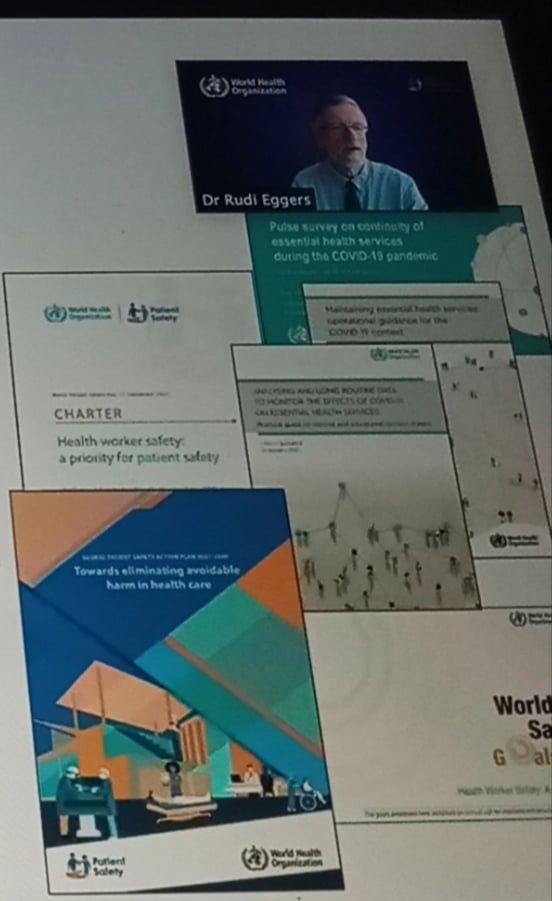 World Health
Organization
Dr Rudi Eggers
Pulse survey on continuity of
essential health services
during the COVID-19 pandemic
Maintaining essential health services:
operational guidance for the
COVID-19 context
World Health
Organization
Patient
Safety
CHARTER
Health worker safety:
a priority for patient safety
ANALYSING AND USING ROUTINE DATA
TO MONITOR THE EFFECTS OF COVID-19
ON ESSENTIAL HEALTH SERVICES
World Health
Organization
GLOBAL PATIENT SAFETY ACTION PLAN 2021-2030
Towards eliminating avoidable
harm in health care
World
Sa
G al
Health Worker Safety: A
Patient
Safety
World Health
Organization